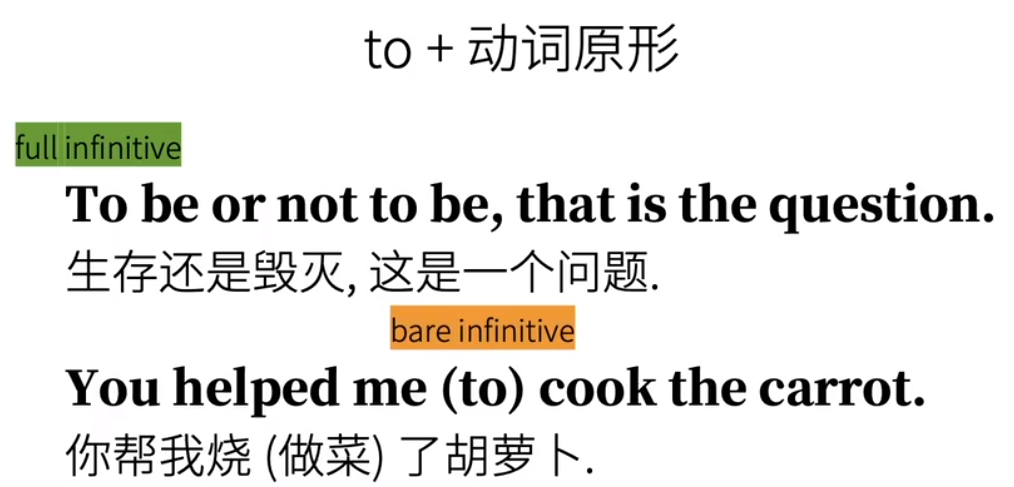 to + 动词原形
full infinitive
To be or not to be, that is the question.
生存还是毁灭, 这是一个问题.
bare infinitive
You helped me (to) cook the carrot.
你帮我烧 (做菜) 了胡萝卜.